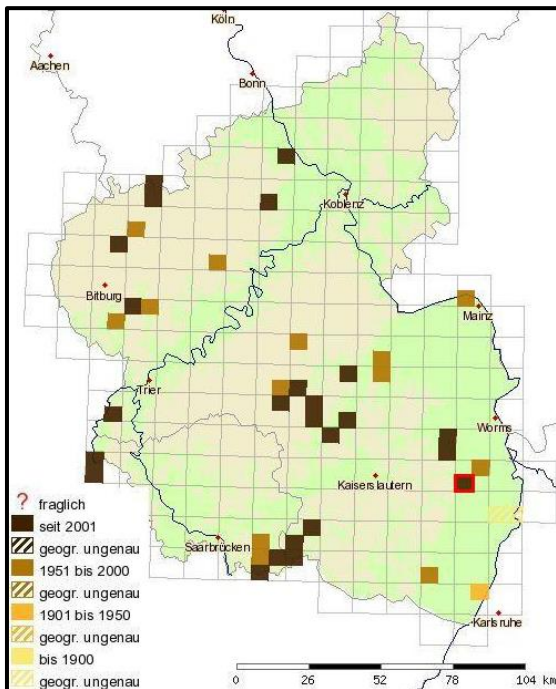 Köln
Aachen
Bonn
Koblenz
Bitburg
Mainz
Trier
Worms
Kaiserslautern
? fraglich
seit 2001
geogr. ungenau
Saarbrücken
1951 bis 2000
geogr. ungenau
1901 bis 1950
geogr. ungenau
Karlsruhe
bis 1900
geogr. ungenau
0 26 52 78 104 km